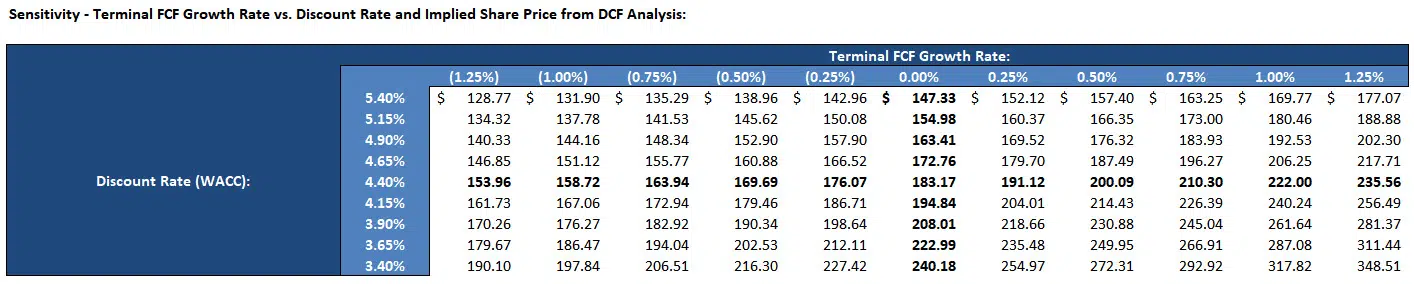 Sensitivity - Terminal FCF Growth Rate vs. Discount Rate and Implied Share Price from DCF Analysis:
Terminal FCF Growth Rate:
(1.25%) (1.00%) (0.75%) (0.50%) (0.25%) 0.00% 0.25% 0.50% 0.75% 1.00% 1.25%
5.40% $ 128.77 $ 131.90 $ 135.29 $ 138.96 $ 142.96 $ 147.33 $ 152.12 $ 157.40 $ 163.25 $ 169.77 $ 177.07
5.15% 134.32 137.78 141.53 145.62 150.08 154.98 160.37 166.35 173.00 180.46 188.88
4.90% 140.33 144.16 148.34 152.90 157.90 163.41 169.52 176.32 183.93 192.53 202.30
4.65% 146.85 151.12 155.77 160.88 166.52 172.76 179.70 187.49 196.27 206.25 217.71
Discount Rate (WACC): 4.40% 153.96 158.72 163.94 169.69 176.07 183.17 191.12 200.09 210.30 222.00 235.56
4.15% 161.73 167.06 172.94 179.46 186.71 194.84 204.01 214.43 226.39 240.24 256.49
3.90% 170.26 176.27 182.92 190.34 198.64 208.01 218.66 230.88 245.04 261.64 281.37
3.65% 179.67 186.47 194.04 202.53 212.11 222.99 235.48 249.95 266.91 287.08 311.44
3.40% 190.10 197.84 206.51 216.30 227.42 240.18 254.97 272.31 292.92 317.82 348.51